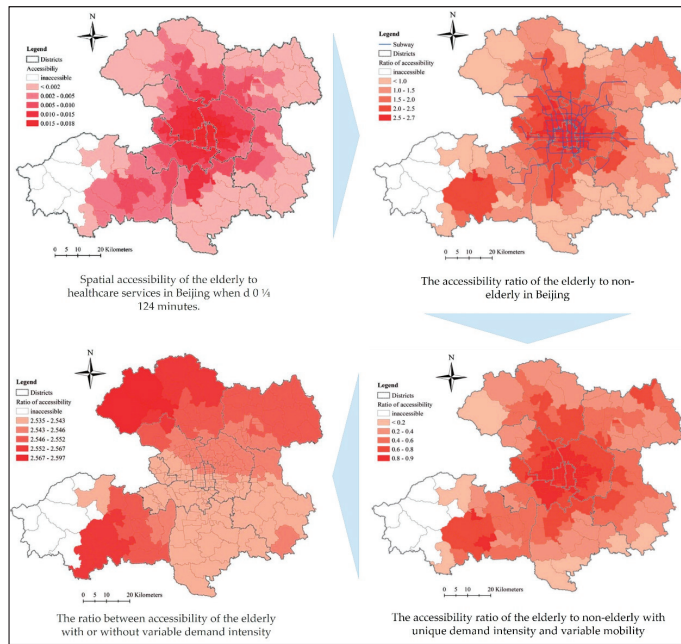 N
Legend
Districts
Accessibility
inaccessible
< 0.002
0.002 - 0.005
0.005 - 0.010
0.010 - 0.015
0.015 - 0.018
0 5 10 20 Kilometers
Spatial accessibility of the elderly to
healthcare services in Beijing when d 0 ¼
124 minutes.
N
Legend
Subway
Districts
Ratio of accessibility
inaccessible
< 1.0
1.0 - 1.5
1.5 - 2.0
2.0 - 2.5
2.5 - 2.7
0 5 10 20 Kilometers
The accessibility ratio of the elderly to non-
elderly in Beijing
N
Legend
Districts
Ratio of accessibility
inaccessible
2.535 - 2.543
2.543 - 2.546
2.546 - 2.552
2.552 - 2.567
2.567 - 2.597
0 5 10 20 Kilometers
The ratio between accessibility of the elderly
with or without variable demand intensity
N
Legend
Districts
Ratio of accessibility
inaccessible
< 0.2
0.2 - 0.4
0.4 - 0.6
0.6 - 0.8
0.8 - 0.9
0 5 10 20 Kilometers
The accessibility ratio of the elderly to non-elderly with
unique demand intensity and variable mobility